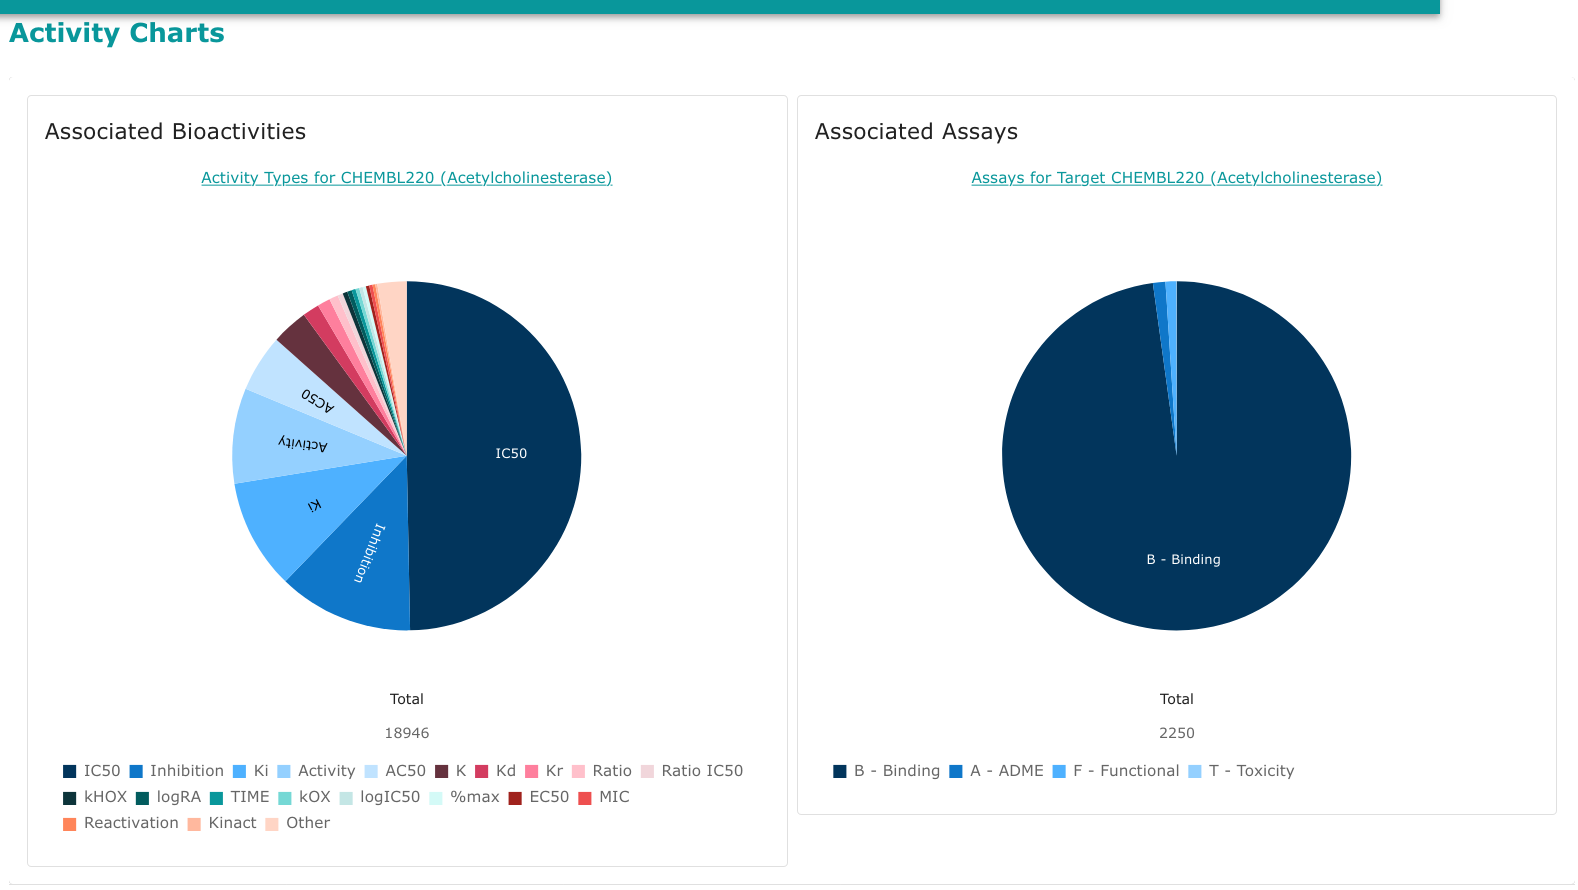 Activity Charts
Associated Bioactivities
Activity Types for CHEMBL220 (Acetylcholinesterase)
IC50
AC50
Activity
Ki
Inhibition
Total
18946
IC50 Inhibition Ki Activity AC50 K Kd Kr Ratio Ratio IC50
kHOX logRA TIME kOX logIC50 %max EC50 MIC
Reactivation Kinact Other
Associated Assays
Assays for Target CHEMBL220 (Acetylcholinesterase)
B - Binding
Total
2250
B - Binding A - ADME F - Functional T - Toxicity